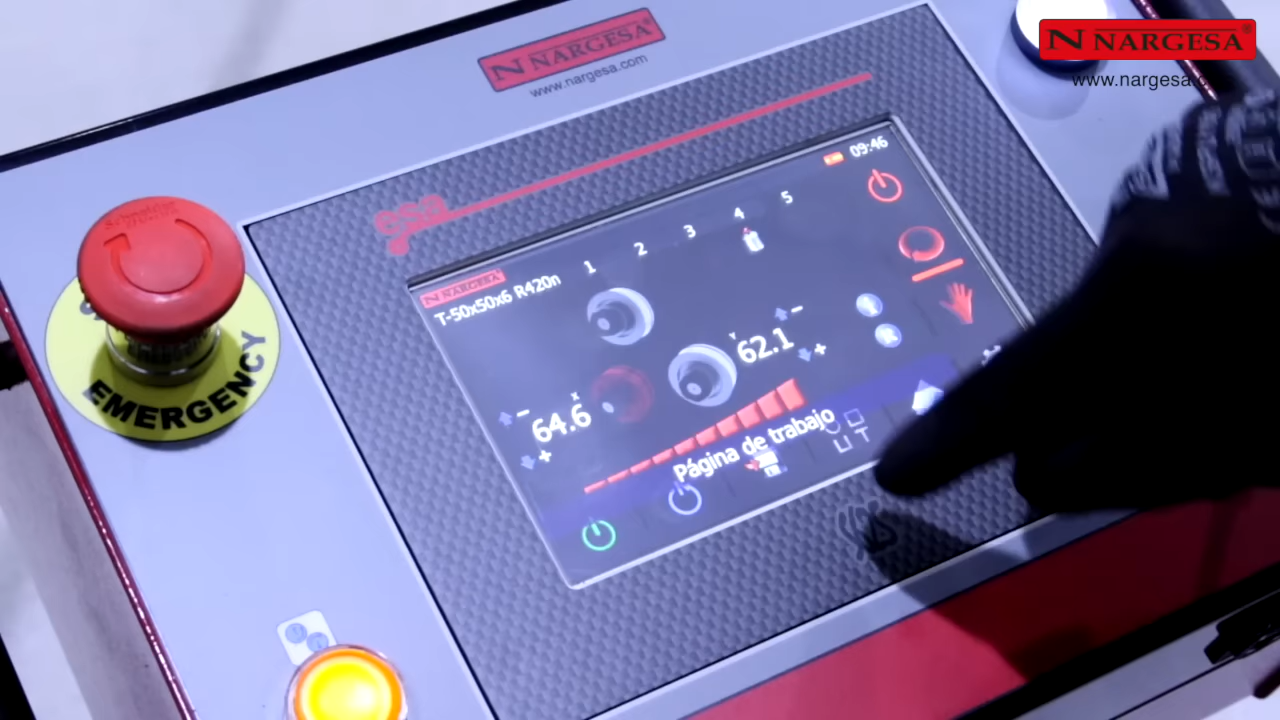 NARGESA
www.nargesa.com
NARGESA
www.nargesa.
esa
09:46
1 2 3 4 5
NARGESA
T-50x50x6 R420n
Y
62.1
X
64.6
Página de trabajo
Schneider
EMERGENCY